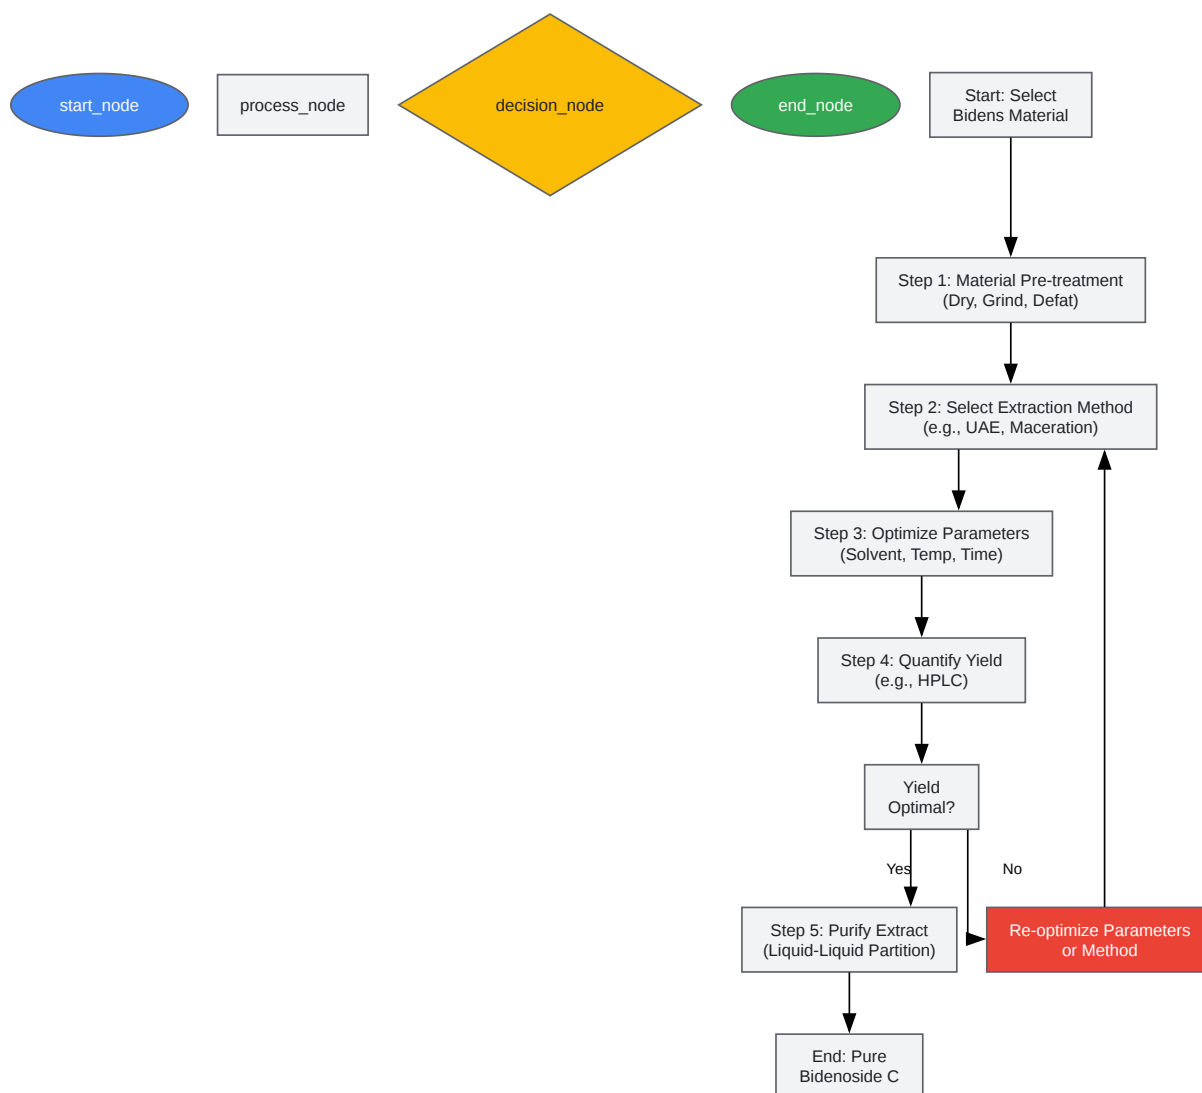 start_node
process_node
decision_node
end_node
Start: Select
Bidens Material
Step 1: Material Pre-treatment
(Dry, Grind, Defat)
Step 2: Select Extraction Method
(e.g., UAE, Maceration)
Step 3: Optimize Parameters
(Solvent, Temp, Time)
Step 4: Quantify Yield
(e.g., HPLC)
Yield
Optimal?
Yes
No
Step 5: Purify Extract
(Liquid-Liquid Partition)
Re-optimize Parameters
or Method
End: Pure
Bidenoside C